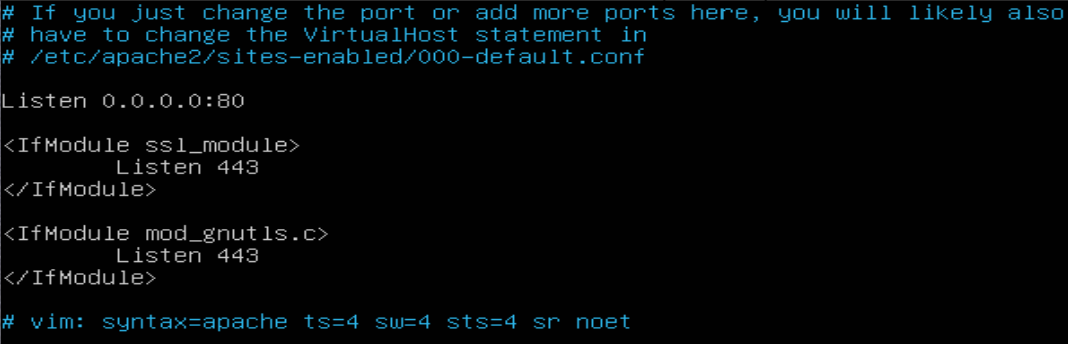 # If you just change the port or add more ports here, you will likely also
# have to change the VirtualHost statement in
# /etc/apache2/sites-enabled/000-default.conf
Listen 0.0.0.0:80
<IfModule ssl_module>
        Listen 443
</IfModule>
<IfModule mod_gnutls.c>
        Listen 443
</IfModule>
# vim: syntax=apache ts=4 sw=4 sts=4 sr noet